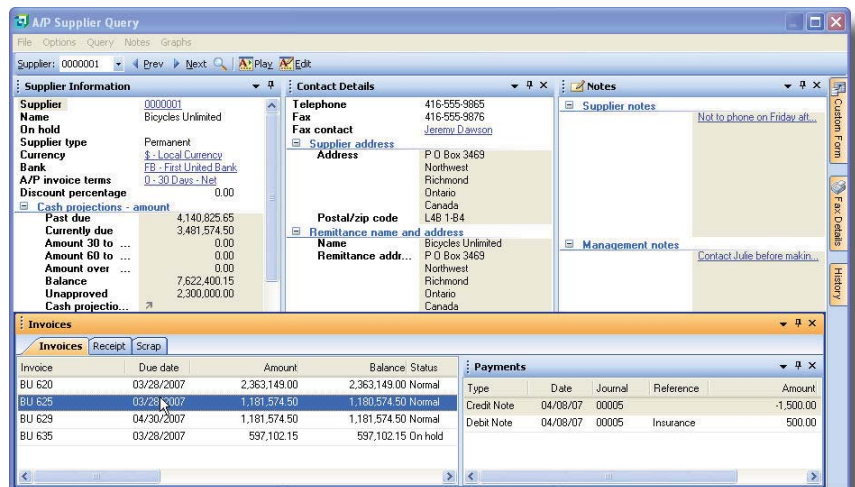 A/P Supplier Query
File Options Query Notes Graphs
Supplier: 0000001 Prev Next Play Edit
Supplier Information
Supplier 0000001
Name Bicycles Unlimited
On hold
Supplier type Permanent
Currency $ - Local Currency
Bank FB - First United Bank
A/P invoice terms 0 - 30 Days - Net
Discount percentage 0.00
Cash projections - amount
Past due 4,140,825.65
Currently due 3,481,574.50
Amount 30 to ... 0.00
Amount 60 to ... 0.00
Amount over ... 0.00
Balance 7,622,400.15
Unapproved 2,300,000.00
Cash projectio...
Contact Details
Telephone 416-555-9865
Fax 416-555-9876
Fax contact Jeremy Dawson
Supplier address
Address P O Box 3469
Northwest
Richmond
Ontario
Canada
Postal/zip code L4B 1-B4
Remittance name and address
Name Bicycles Unlimited
Remittance addr... P O Box 3469
Northwest
Richmond
Ontario
Canada
Notes
Supplier notes
Not to phone on Friday aft...
Management notes
Contact Julie before makin...
Custom Form
Fax Details
History
Invoices
Invoices Receipt Scrap
Invoice Due date Amount Balance Status
BU 620 03/28/2007 2,363,149.00 2,363,149.00 Normal
BU 625 03/28/2007 1,181,574.50 1,180,574.50 Normal
BU 629 04/30/2007 1,181,574.50 1,181,574.50 Normal
BU 635 03/28/2007 597,102.15 597,102.15 On hold
Payments
Type Date Journal Reference Amount
Credit Note 04/08/07 00005 -1,500.00
Debit Note 04/08/07 00005 Insurance 500.00